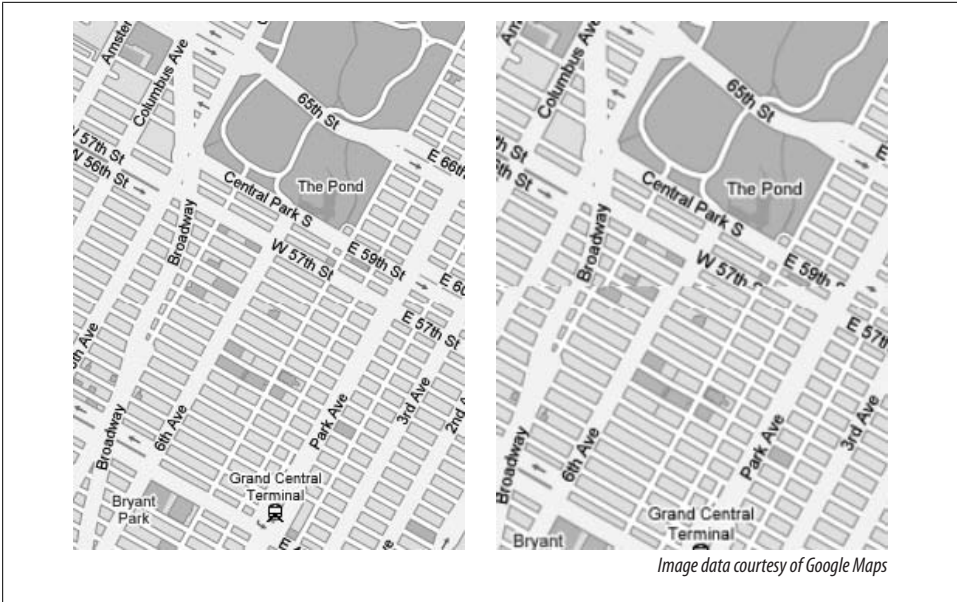 Columbus Ave
65th St
E 66th
W 57th St
W 56th St
The Pond
Central Park S
Broadway
W 57th St
E 59th St
E 57th St
Park Ave
3rd Ave
2nd
6th Ave
Broadway
Grand Central
Terminal
Bryant
Park
Columbus Ave
65th St
The Pond
Central Park S
Broadway
W 57th
E 59th
E 57th
3rd Ave
Park Ave
6th Ave
Broadway
Grand Central
Terminal
Bryant
Image data courtesy of Google Maps